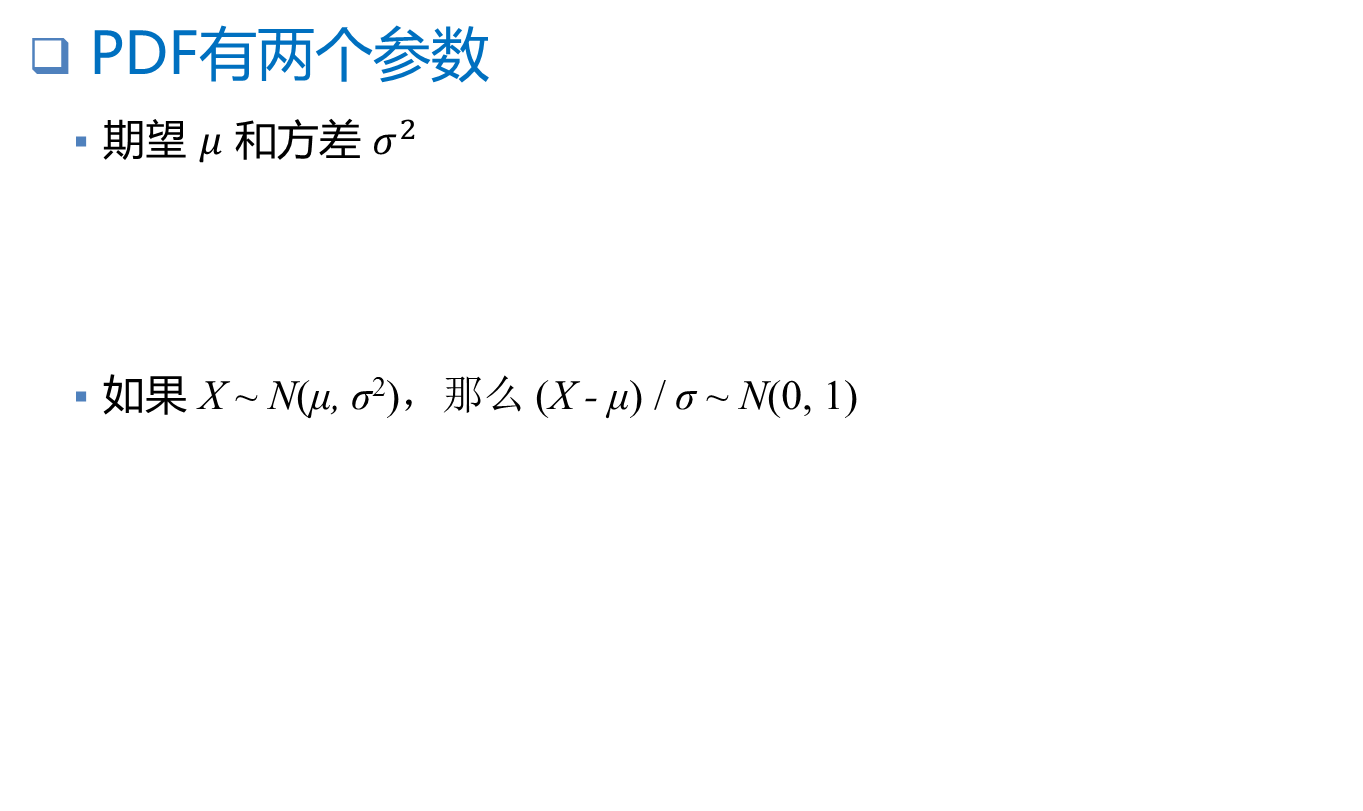 ❑ PDF有两个参数
▪ 期望 𝜇 和方差 𝜎²
▪ 如果 X ~ N(μ, σ²)，那么 (X - μ) / σ ~ N(0, 1)